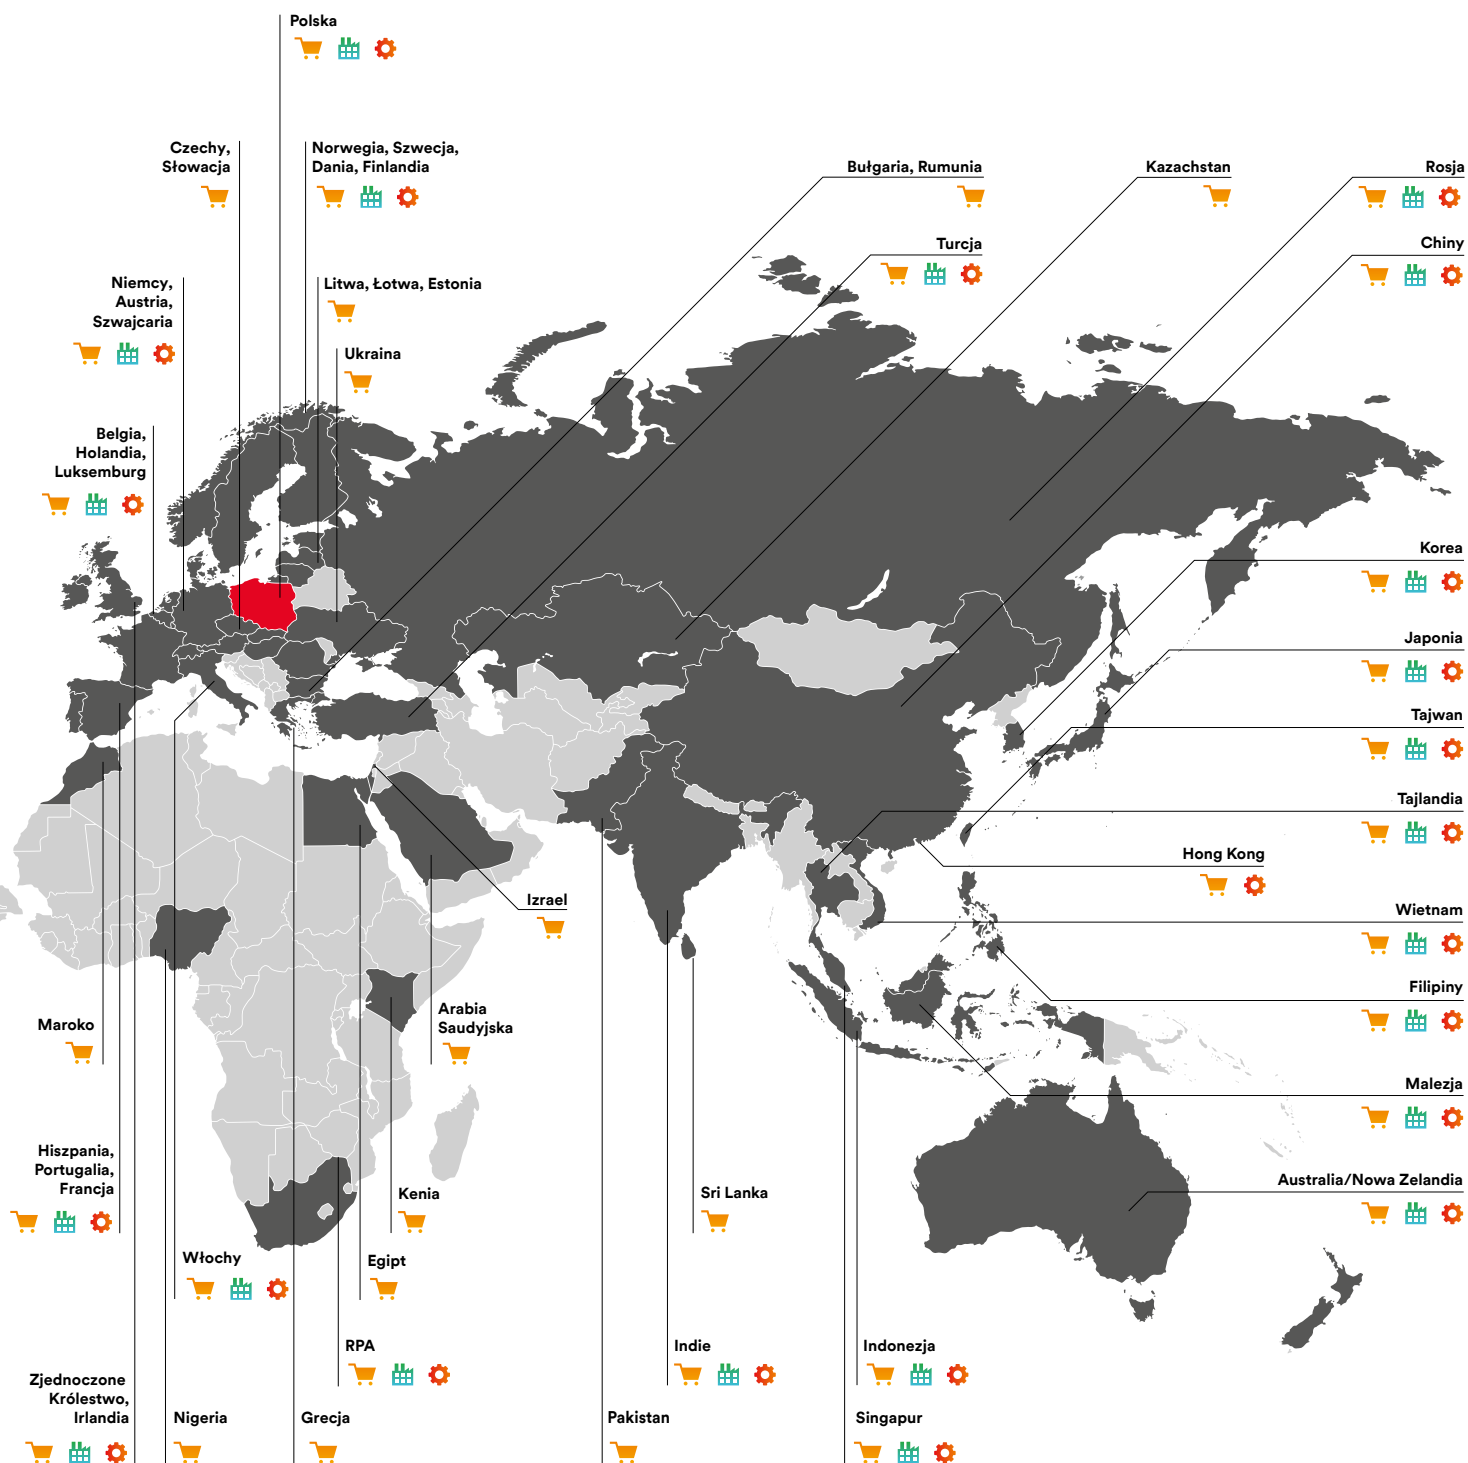 Polska
Czechy,
Słowacja
Norwegia, Szwecja,
Dania, Finlandia
Bułgaria, Rumunia
Kazachstan
Rosja
Turcja
Chiny
Niemcy,
Austria,
Szwajcaria
Litwa, Łotwa, Estonia
Ukraina
Belgia,
Holandia,
Luksemburg
Korea
Japonia
Tajwan
Tajlandia
Hong Kong
Izrael
Wietnam
Filipiny
Maroko
Arabia
Saudyjska
Malezja
Hiszpania,
Portugalia,
Francja
Kenia
Sri Lanka
Australia/Nowa Zelandia
Włochy
Egipt
RPA
Indie
Indonezja
Zjednoczone
Królestwo,
Irlandia
Nigeria
Grecja
Pakistan
Singapur